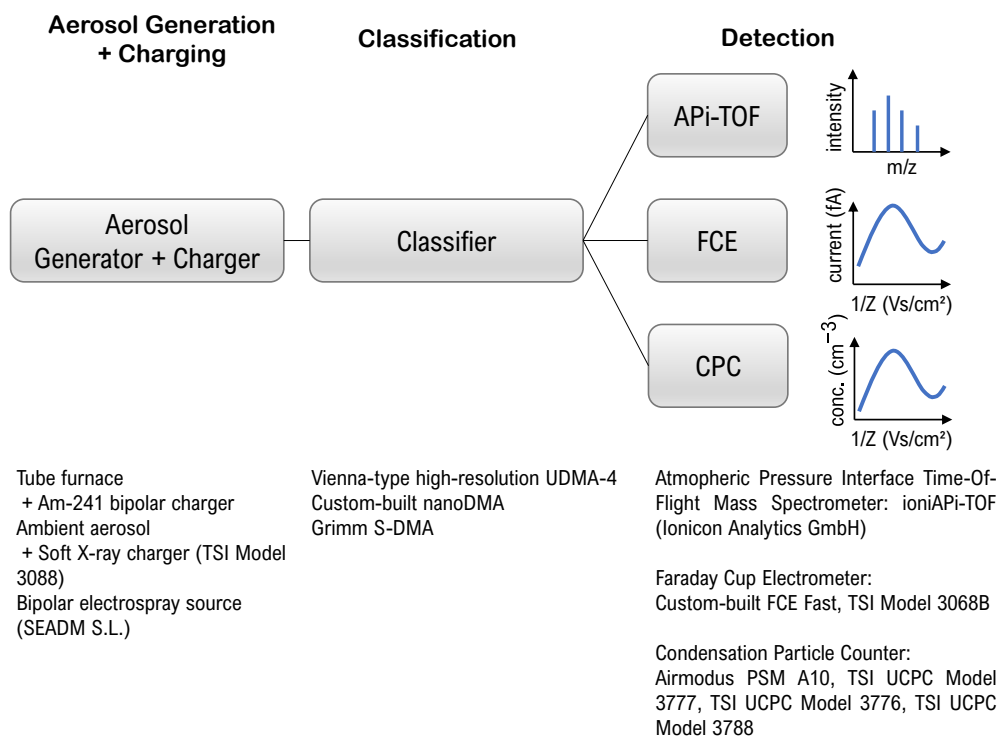 Aerosol Generation
+ Charging
Classification
Detection
Aerosol
Generator + Charger
Classifier
APi-TOF
intensity
m/z
FCE
current (fA)
1/Z (Vs/cm²)
CPC
conc. (cm⁻³)
1/Z (Vs/cm²)
Tube furnace
+ Am-241 bipolar charger
Ambient aerosol
+ Soft X-ray charger (TSI Model
3088)
Bipolar electrospray source
(SEADM S.L.)
Vienna-type high-resolution UDMA-4
Custom-built nanoDMA
Grimm S-DMA
Atmopheric Pressure Interface Time-Of-
Flight Mass Spectrometer: ioniAPi-TOF
(Ionicon Analytics GmbH)
Faraday Cup Electrometer:
Custom-built FCE Fast, TSI Model 3068B
Condensation Particle Counter:
Airmodus PSM A10, TSI UCPC Model
3777, TSI UCPC Model 3776, TSI UCPC
Model 3788